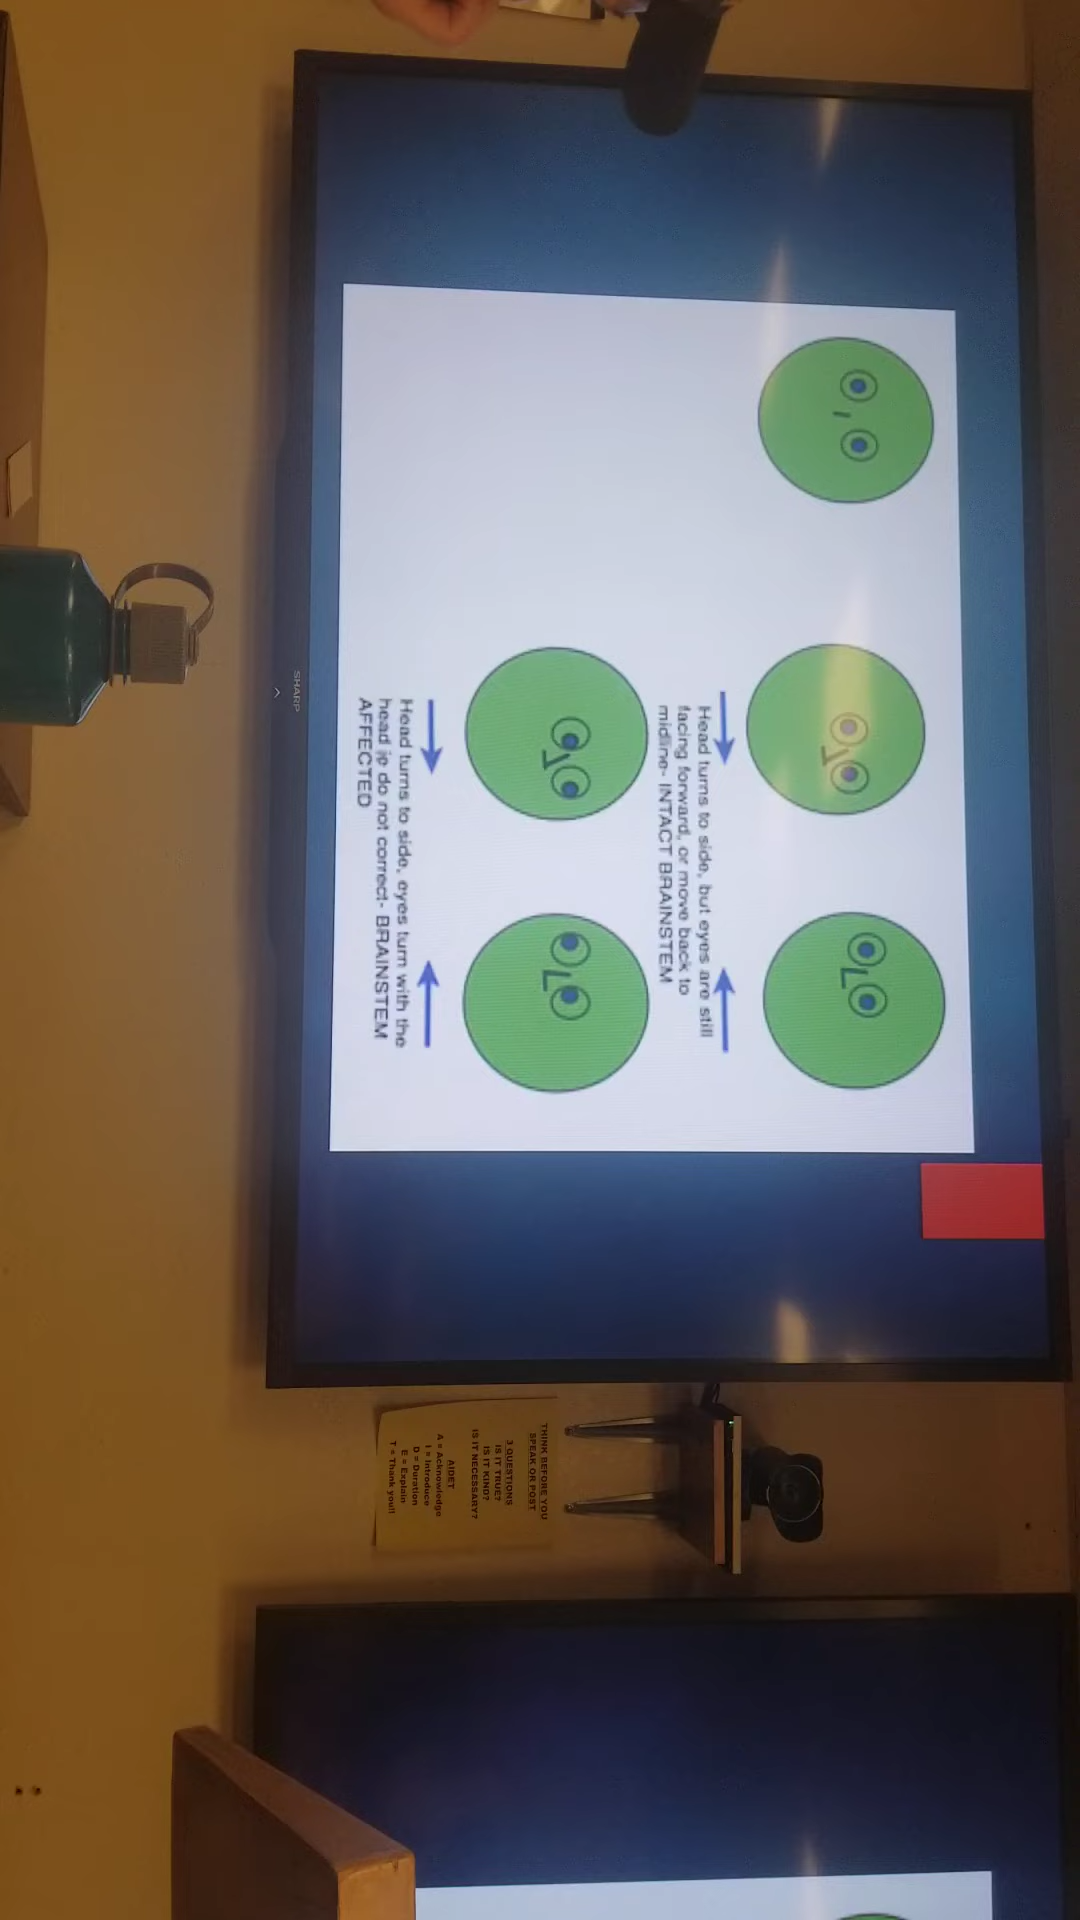 Head turns to side, but eyes are still
facing forward, or move back to
midline- INTACT BRAINSTEM
Head turns to side, eyes turn with the
head je do not correct- BRAINSTEM
AFFECTED
SHARP
THINK BEFORE YOU
SPEAK OR POST
3 QUESTIONS
IS IT TRUE?
IS IT KIND?
IS IT NECESSARY?
AIDET
A = Acknowledge
I = Introduce
D = Duration
E = Explain
T = Thank you!!